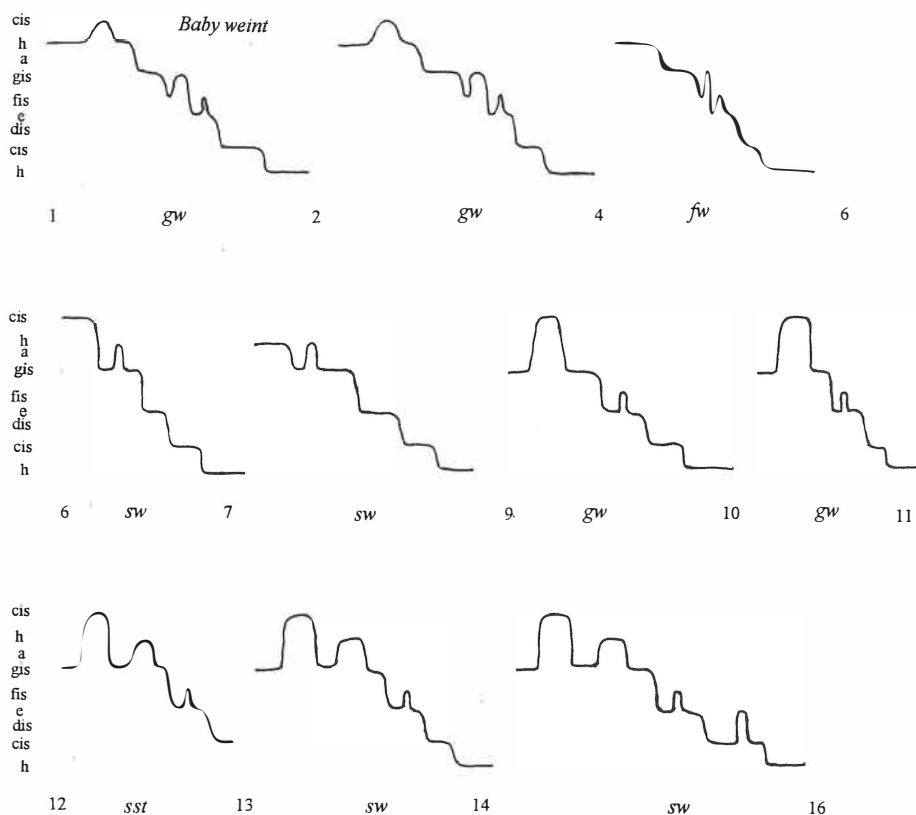 cis Baby weint
h
a
gis
fis
e
dis
cis
h
1 gw 2 gw 4 fw 6
cis
h
a
gis
fis
e
dis
cis
h
6 sw 7 sw 9. gw 10 gw 11
cis
h
a
gis
fis
e
dis
cis
h
12 sst 13 sw 14 sw 16